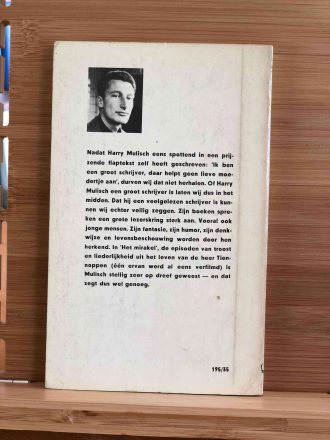 Nadat Harry Mulisch eens spottend in een prij-
zende flaptekst zelf heeft geschreven: 'Ik ben
een groot schrijver, daar helpt geen lieve moe-
dertje aan', durven wij dat niet herhalen. Of Harry
Mulisch een groot schrijver is laten wij dus in het
midden. Dat hij een veelgelezen schrijver is kun-
nen wij echter veilig zeggen. Zijn boeken spre-
ken een grote lezerskring sterk aan. Vooral ook
jonge mensen. Zijn fantasie, zijn humor, zijn denk-
wijze en levensbeschouwing worden door hen
herkend. In 'Het mirakel', de episoden van troost
en liederlijkheid uit het leven van de heer Tien-
noppen (één ervan werd al eens verfilmd) is
Mulisch stellig zeer op dreef geweest — en dat
zegt dus wel genoeg.
195/35